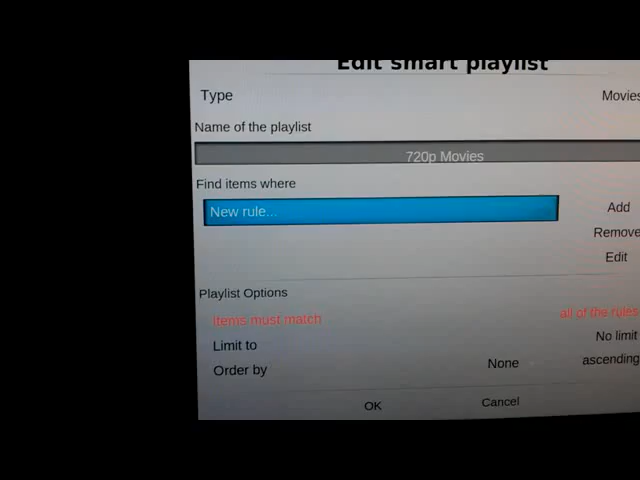 Edit smart playlist
Type Movies
Name of the playlist
720p Movies
Find items where
New rule...
Add
Remove
Edit
Playlist Options
Items must match all of the rules
Limit to No limit
Order by None ascending
OK Cancel